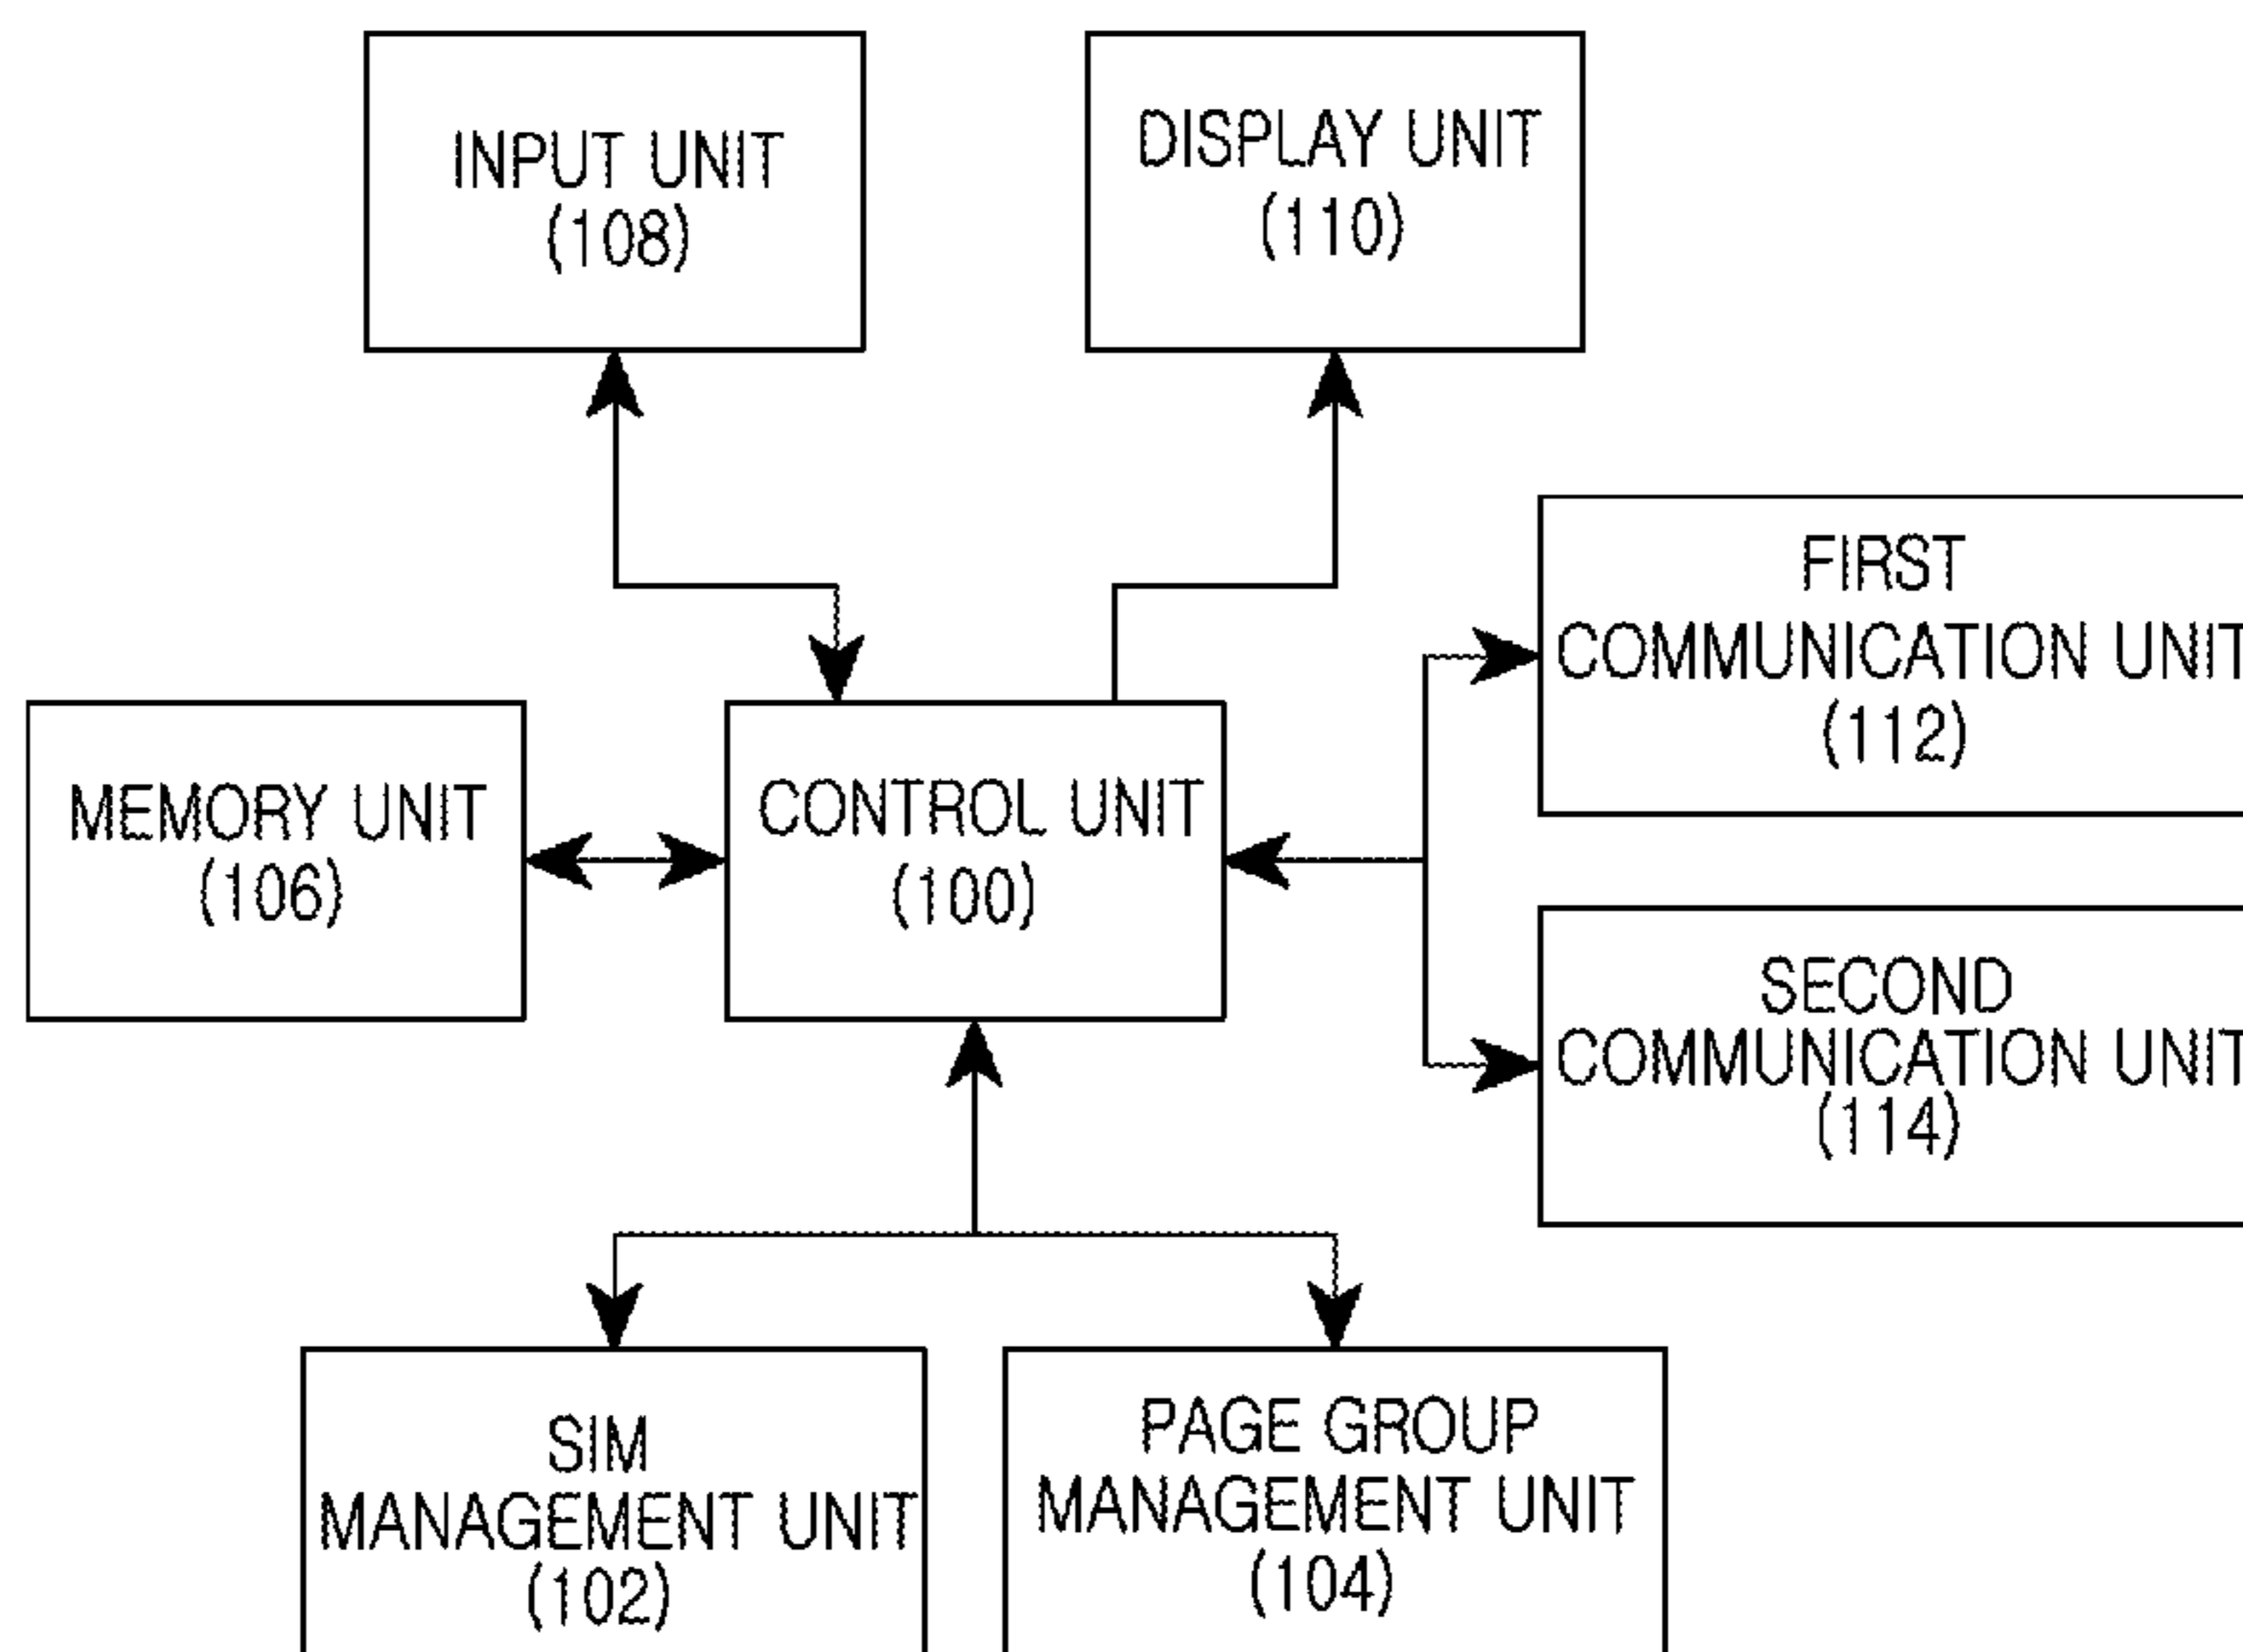 INPUT UNIT
(108)
DISPLAY UNIT
(110)
FIRST
COMMUNICATION UNIT
(112)
MEMORY UNIT
(106)
CONTROL UNIT
(100)
SECOND
COMMUNICATION UNIT
(114)
SIM
MANAGEMENT UNIT
(102)
PAGE GROUP
MANAGEMENT UNIT
(104)